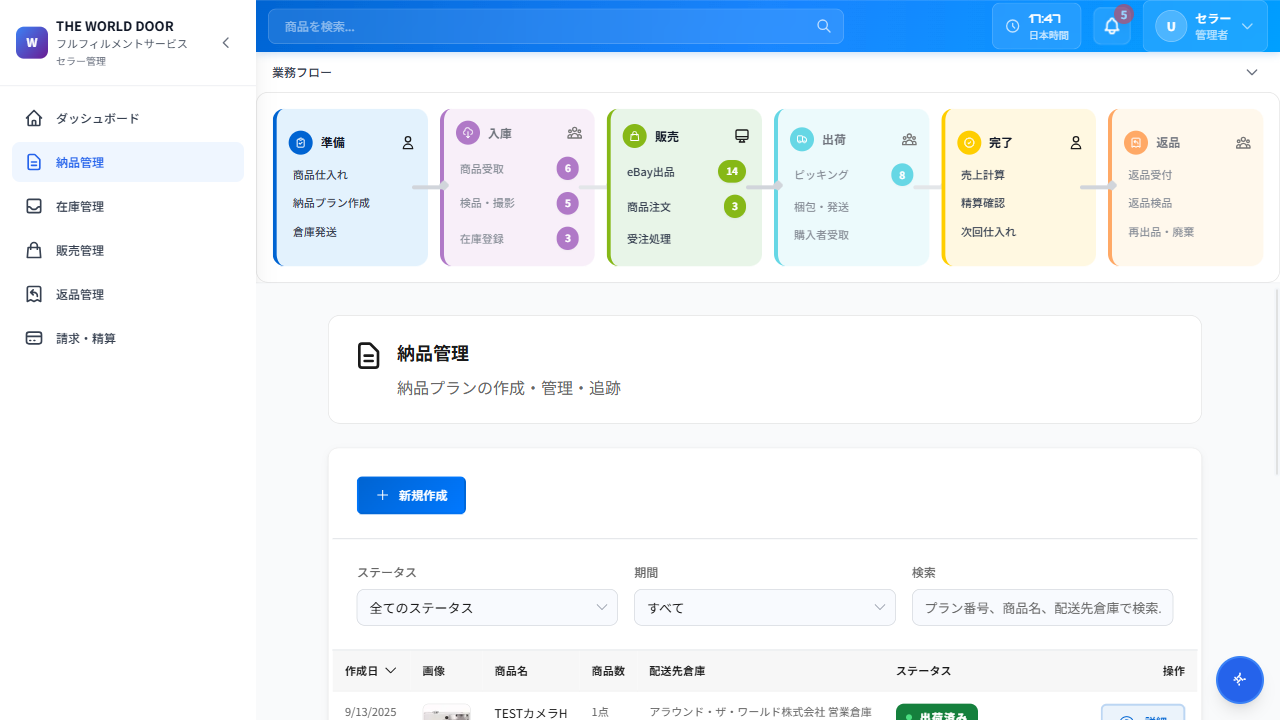 W
THE WORLD DOOR
フルフィルメントサービス
セラー管理
商品を検索...
11:47
日本時間
5
U
セラー
管理者
業務フロー
ダッシュボード
納品管理
在庫管理
販売管理
返品管理
請求・精算
準備
商品仕入れ
納品プラン作成
倉庫発送
入庫
商品受取 6
検品・撮影 5
在庫登録 3
販売
eBay出品 14
商品注文 3
受注処理
出荷
ピッキング 8
梱包・発送
購入者受取
完了
売上計算
精算確認
次回仕入れ
返品
返品受付
返品検品
再出品・廃棄
納品管理
納品プランの作成・管理・追跡
新規作成
ステータス 期間 検索
全てのステータス すべて プラン番号、商品名、配送先倉庫で検索.
作成日 画像 商品名 商品数 配送先倉庫 ステータス 操作
9/13/2025 TESTカメラH 1点 アラウンド・ザ・ワールド株式会社 営業倉庫 出荷済み 詳細